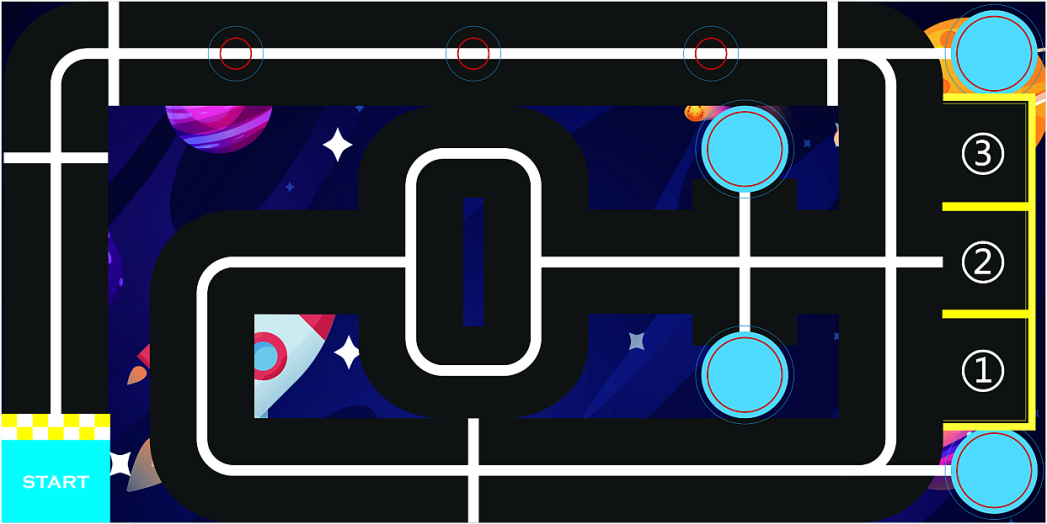 ③
②
①
START